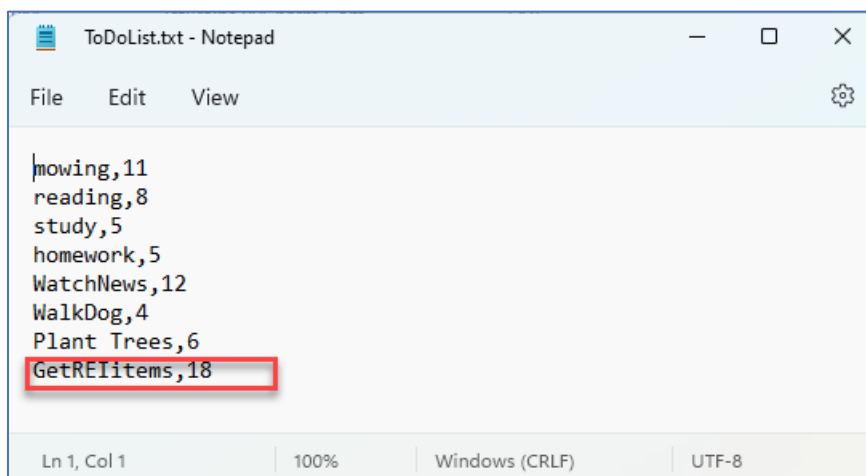 ToDoList.txt - Notepad
File Edit View
mowing,11
reading,8
study,5
homework,5
WatchNews,12
WalkDog,4
Plant Trees,6
GetREIitems,18
Ln 1, Col 1 100% Windows (CRLF) UTF-8